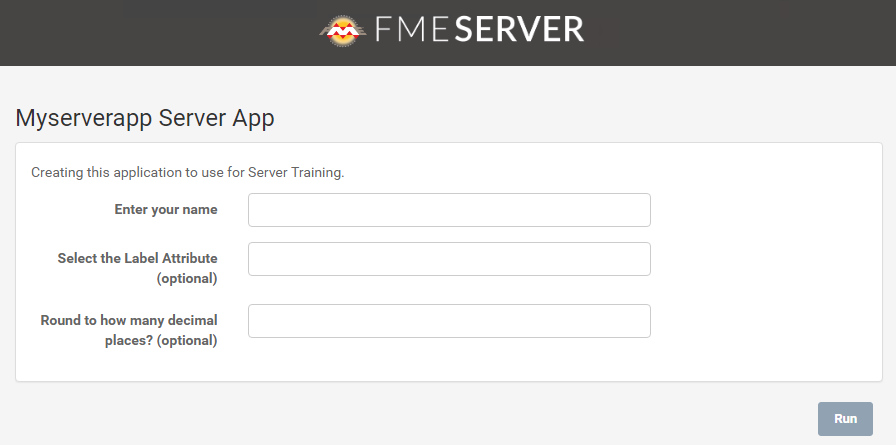 FMESERVER
Myserverapp Server App
Creating this application to use for Server Training.
Enter your name
Select the Label Attribute
(optional)
Round to how many decimal
places? (optional)
Run